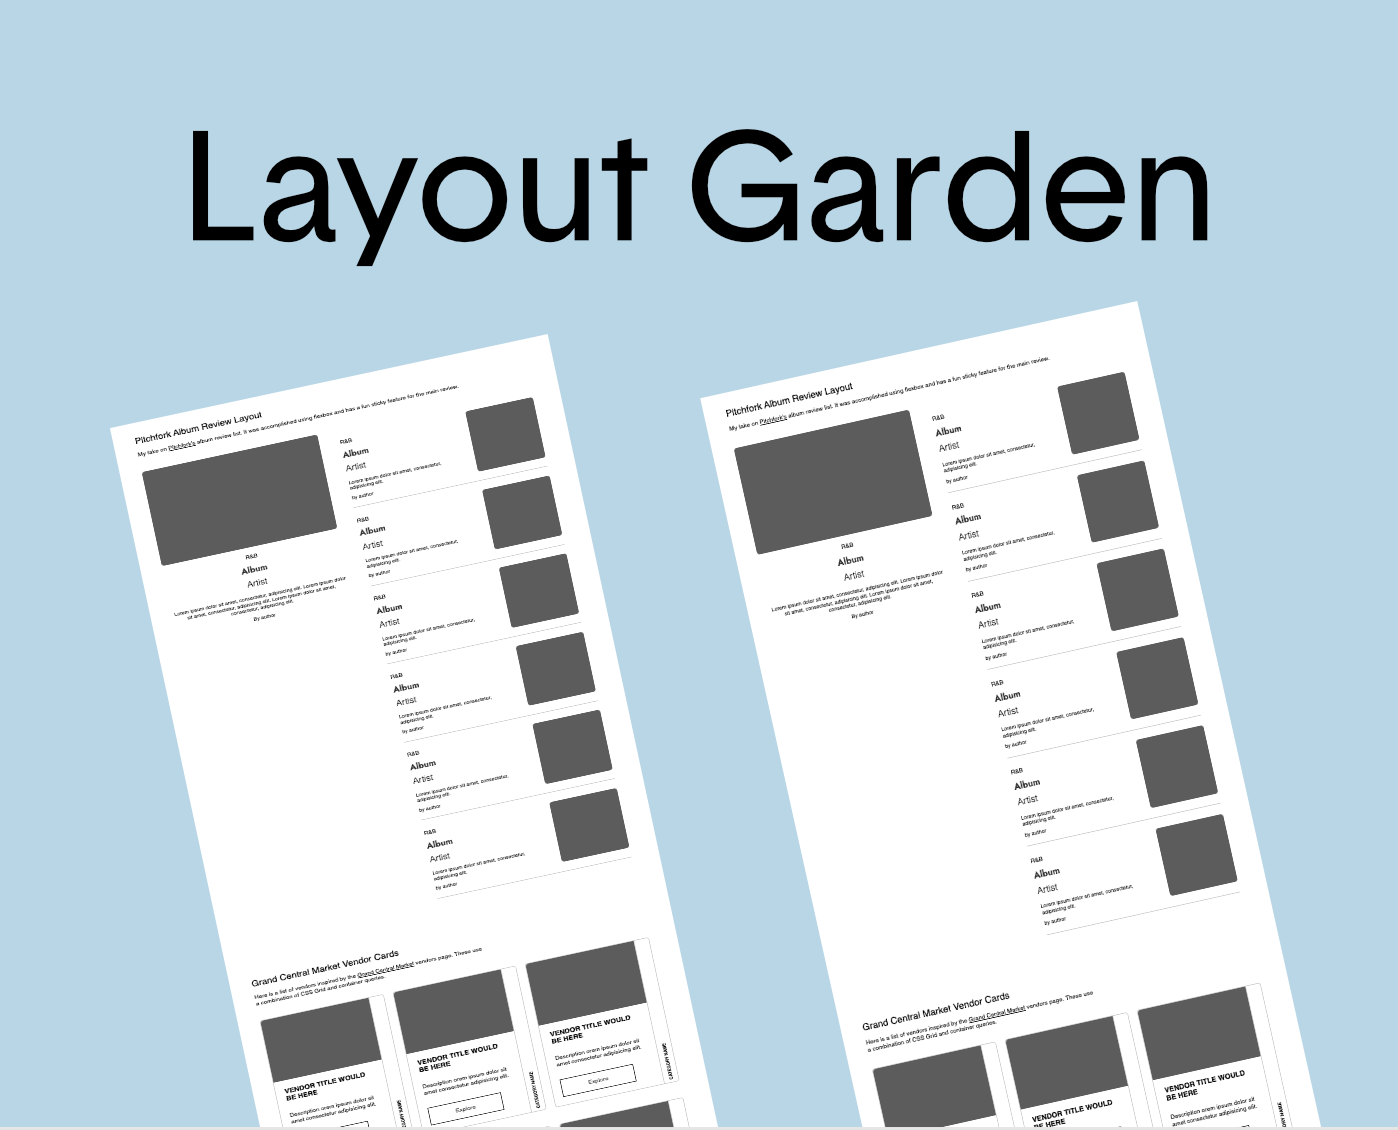 Layout Garden
Pitchfork Album Review Layout
My take on Pitchfork's album review list. It was accomplished using flexbox and has a fun sticky feature for the main review.
R&B
Album
Artist
Lorem ipsum dolor sit amet, consectetur, adipisicing elit. Lorem ipsum dolor
sit amet, consectetur, adipisicing elit. Lorem ipsum dolor sit amet,
consectetur, adipisicing elit.
By author
R&B
Album
Artist
Lorem ipsum dolor sit amet, consectetur,
adipisicing elit.
by author
R&B
Album
Artist
Lorem ipsum dolor sit amet, consectetur,
adipisicing elit.
by author
R&B
Album
Artist
Lorem ipsum dolor sit amet, consectetur,
adipisicing elit.
by author
R&B
Album
Artist
Lorem ipsum dolor sit amet, consectetur,
adipisicing elit.
by author
R&B
Album
Artist
Lorem ipsum dolor sit amet, consectetur,
adipisicing elit.
by author
R&B
Album
Artist
Lorem ipsum dolor sit amet, consectetur,
adipisicing elit.
by author
Grand Central Market Vendor Cards
Here is a list of vendors inspired by the Grand Central Market vendors page. These use
a combination of CSS Grid and container queries.
VENDOR TITLE WOULD
BE HERE
Description orem ipsum dolor sit
amet consectetur adipisicing elit.
VENDOR TITLE WOULD
BE HERE
Description orem ipsum dolor sit
amet consectetur adipisicing elit.
Explore
CATEGORY NAME
VENDOR TITLE WOULD
BE HERE
Description orem ipsum dolor sit
amet consectetur adipisicing elit.
Explore
CATEGORY NAME
Pitchfork Album Review Layout
My take on Pitchfork's album review list. It was accomplished using flexbox and has a fun sticky feature for the main review.
R&B
Album
Artist
Lorem ipsum dolor sit amet, consectetur, adipisicing elit. Lorem ipsum dolor
sit amet, consectetur, adipisicing elit. Lorem ipsum dolor sit amet,
consectetur, adipisicing elit.
By author
R&B
Album
Artist
Lorem ipsum dolor sit amet, consectetur,
adipisicing elit.
by author
R&B
Album
Artist
Lorem ipsum dolor sit amet, consectetur,
adipisicing elit.
by author
R&B
Album
Artist
Lorem ipsum dolor sit amet, consectetur,
adipisicing elit.
by author
R&B
Album
Artist
Lorem ipsum dolor sit amet, consectetur,
adipisicing elit.
by author
R&B
Album
Artist
Lorem ipsum dolor sit amet, consectetur,
adipisicing elit.
by author
R&B
Album
Artist
Lorem ipsum dolor sit amet, consectetur,
adipisicing elit.
by author
Grand Central Market Vendor Cards
Here is a list of vendors inspired by the Grand Central Market vendors page. These use
a combination of CSS Grid and container queries.
VENDOR TITLE WOULD
VENDOR TITLE WOULD
BE HERE
Description orem ipsum dolor sit
amet consectetur adipisicing elit.